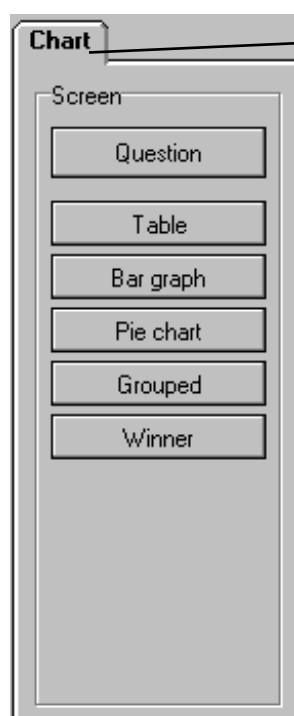 Chart
Screen
Question
Table
Bar graph
Pie chart
Grouped
Winner